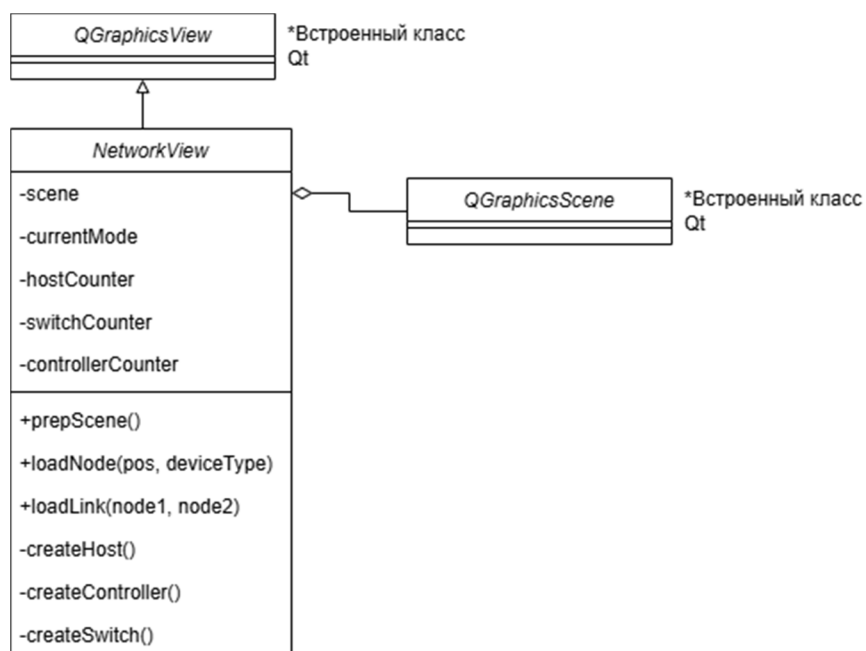 QGraphicsView
*Встроенный класс
Qt
NetworkView
-scene
-currentMode
-hostCounter
-switchCounter
-controllerCounter
QGraphicsScene
*Встроенный класс
Qt
+prepScene()
+loadNode(pos, deviceType)
+loadLink(node1, node2)
-createHost()
-createController()
-createSwitch()